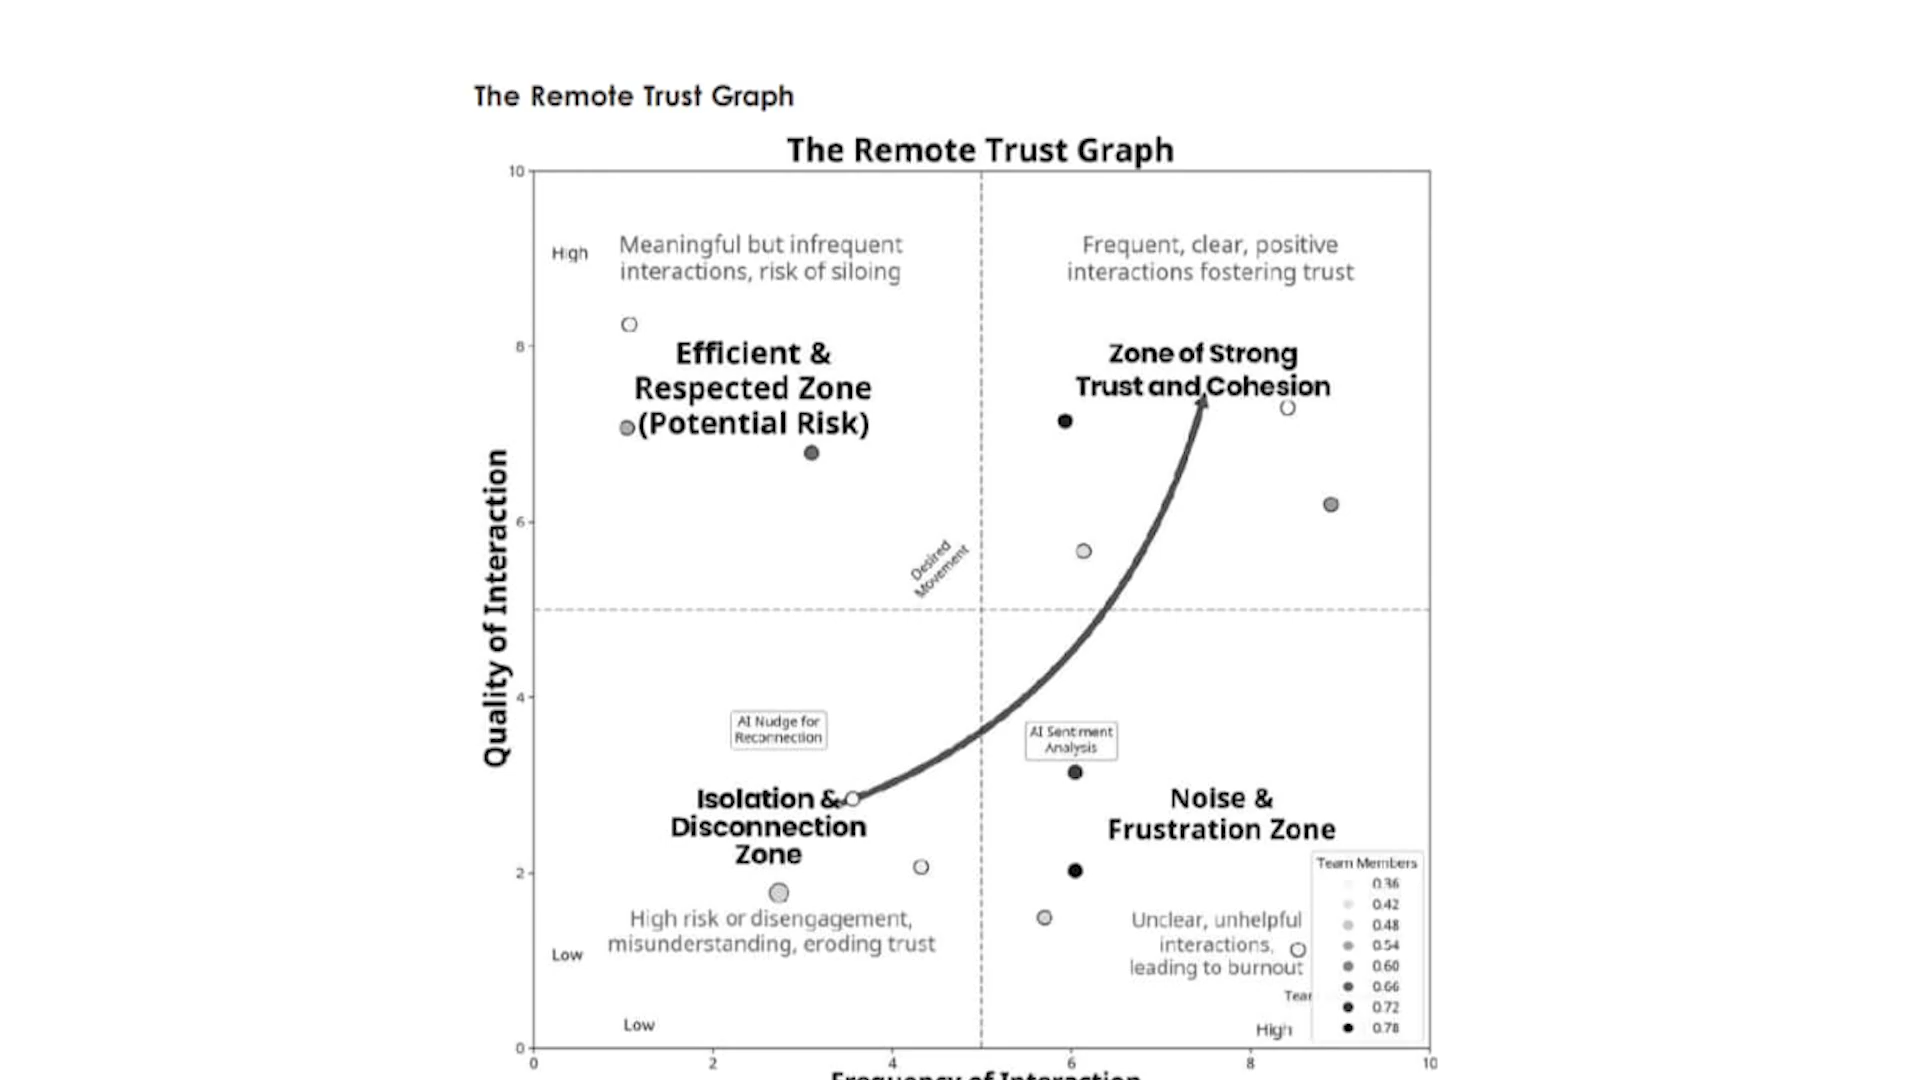 The Remote Trust Graph
The Remote Trust Graph
10
High
Meaningful but infrequent
interactions, risk of siloing
Frequent, clear, positive
interactions fostering trust
8
Efficient &
Respected Zone
(Potential Risk)
Zone of Strong
Trust and Cohesion
Quality of Interaction
6
Desired
Movement
4
AI Nudge for
Reconnection
AI Sentiment
Analysis
Isolation &
Disconnection
Zone
Noise &
Frustration Zone
2
High risk or disengagement,
misunderstanding, eroding trust
Unclear, unhelpful
interactions,
leading to burnout
Low
Low
High
Tear
Team Members
0.36
0.42
0.48
0.54
0.60
0.66
0.72
0.78
0
0
2
4
6
8
10
Frequency of Interaction